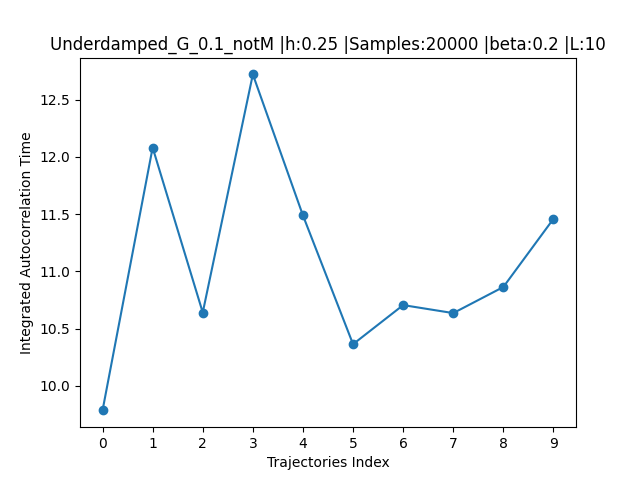 Underdamped_G_0.1_notM |h:0.25 |Samples:20000 |beta:0.2 |L:10
Integrated Autocorrelation Time
12.5
12.0
11.5
11.0
10.5
10.0
0 1 2 3 4 5 6 7 8 9
Trajectories Index